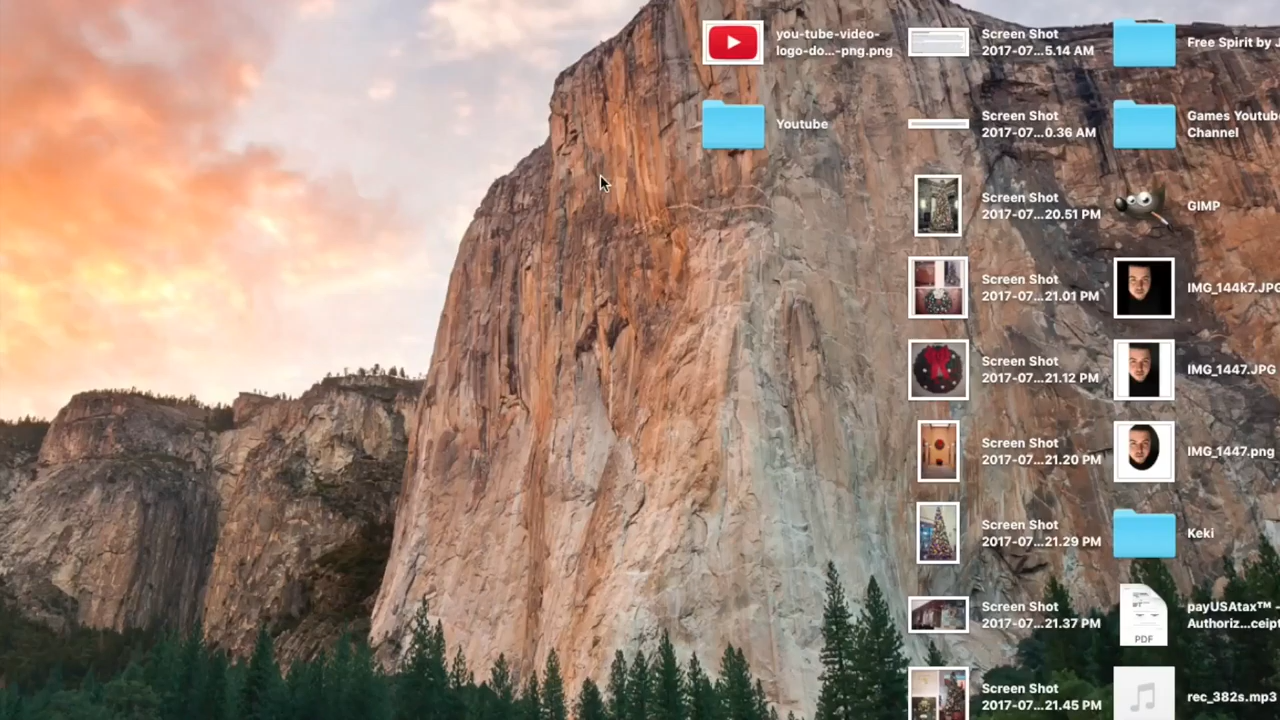 you-tube-video-
logo-do...-png.png
Youtube
Screen Shot
2017-07...5.14 AM
Screen Shot
2017-07...0.36 AM
Screen Shot
2017-07...20.51 PM
Screen Shot
2017-07...21.01 PM
Screen Shot
2017-07...21.12 PM
Screen Shot
2017-07...21.20 PM
Screen Shot
2017-07...21.29 PM
Screen Shot
2017-07...21.37 PM
Screen Shot
2017-07...21.45 PM
Free Spirit by J
Games Youtube
Channel
GIMP
IMG_144k7.JPG
IMG_1447.JPG
IMG_1447.png
Keki
PDF
payUSAtax™ -
Authoriz...ceipt
rec_382s.mp3